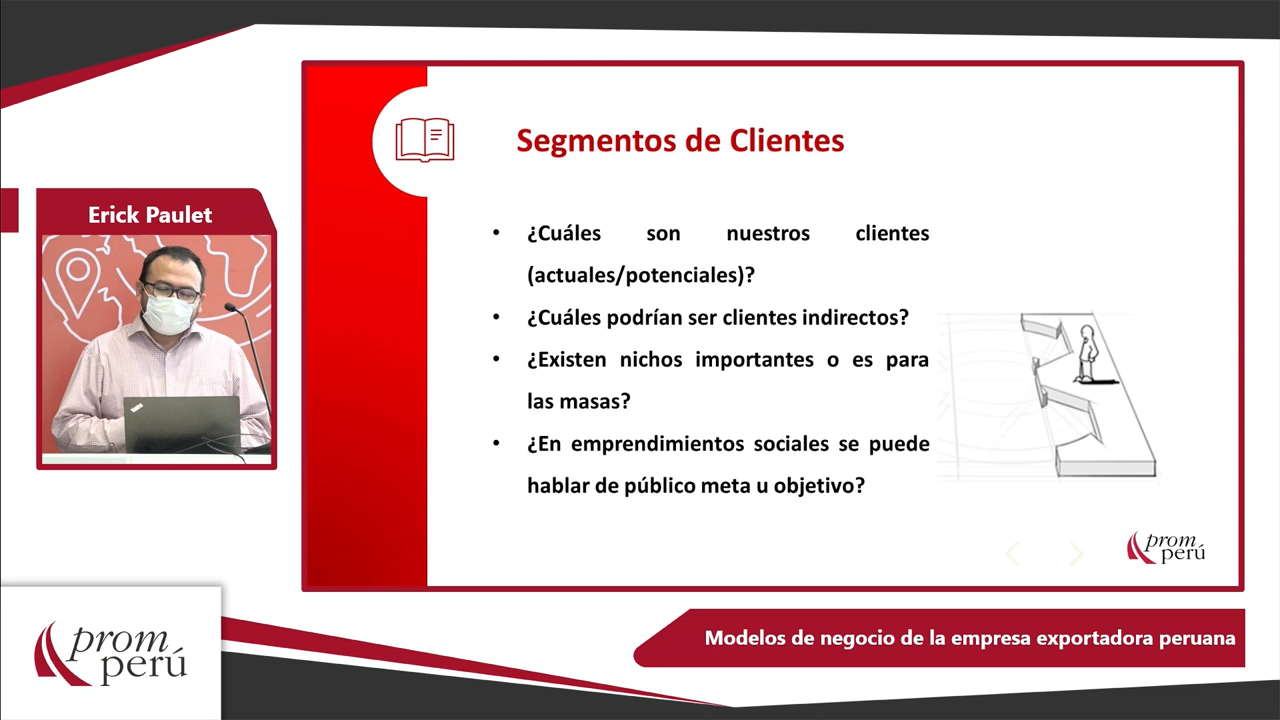 Erick Paulet
Segmentos de Clientes
• ¿Cuáles son nuestros clientes
(actuales/potenciales)?
• ¿Cuáles podrían ser clientes indirectos?
• ¿Existen nichos importantes o es para
las masas?
• ¿En emprendimientos sociales se puede
hablar de público meta u objetivo?
prom
perú
prom
perú
Modelos de negocio de la empresa exportadora peruana